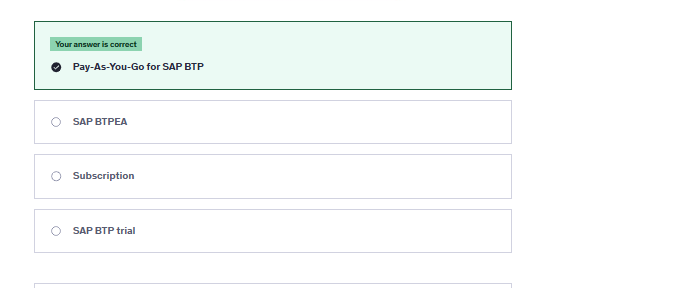 Your answer is correct
Pay-As-You-Go for SAP BTP
SAP BTPEA
Subscription
SAP BTP trial